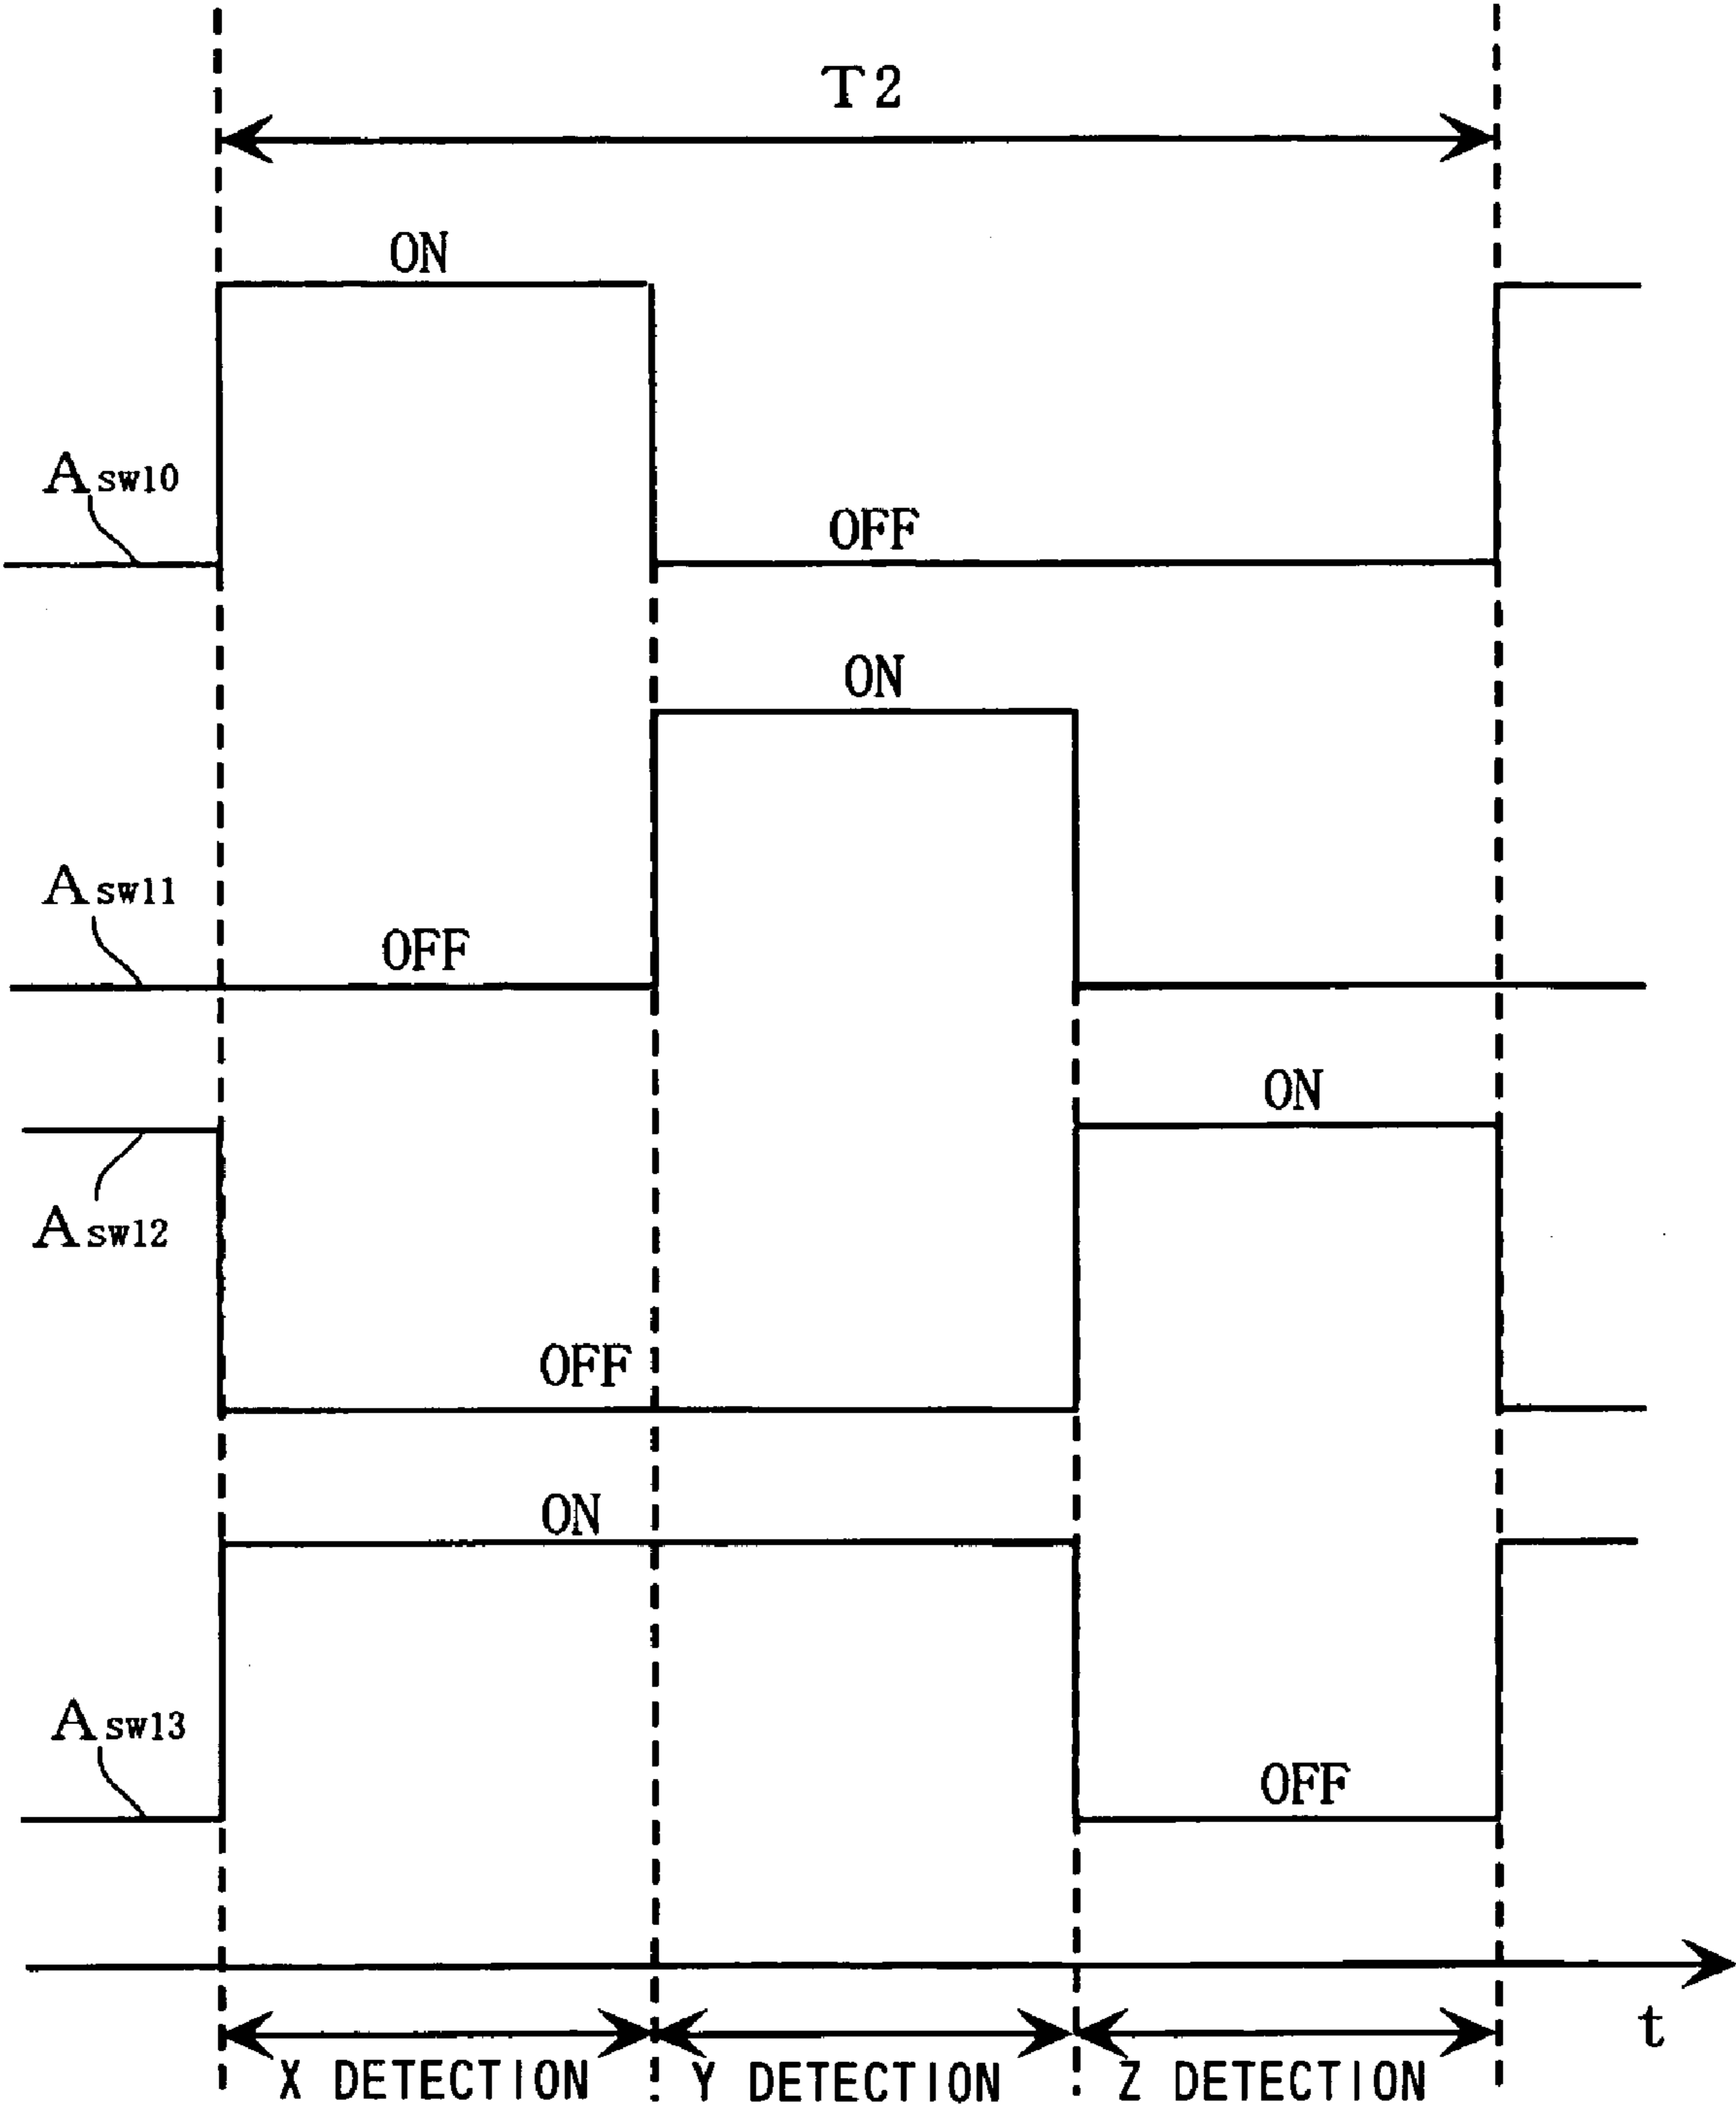 T2
ON
Asw10
OFF
ON
Asw11
OFF
ON
Asw12
OFF
ON
Asw13
OFF
t
X DETECTION Y DETECTION Z DETECTION